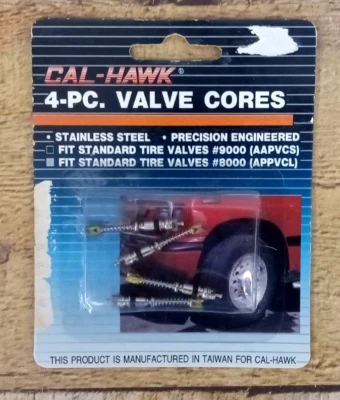 CAL-HAWK®
4-PC. VALVE CORES
• STAINLESS STEEL • PRECISION ENGINEERED
□ FIT STANDARD TIRE VALVES #9000 (AAPVCS)
■ FIT STANDARD TIRE VALVES #8000 (APPVCL)
THIS PRODUCT IS MANUFACTURED IN TAIWAN FOR CAL-HAWK